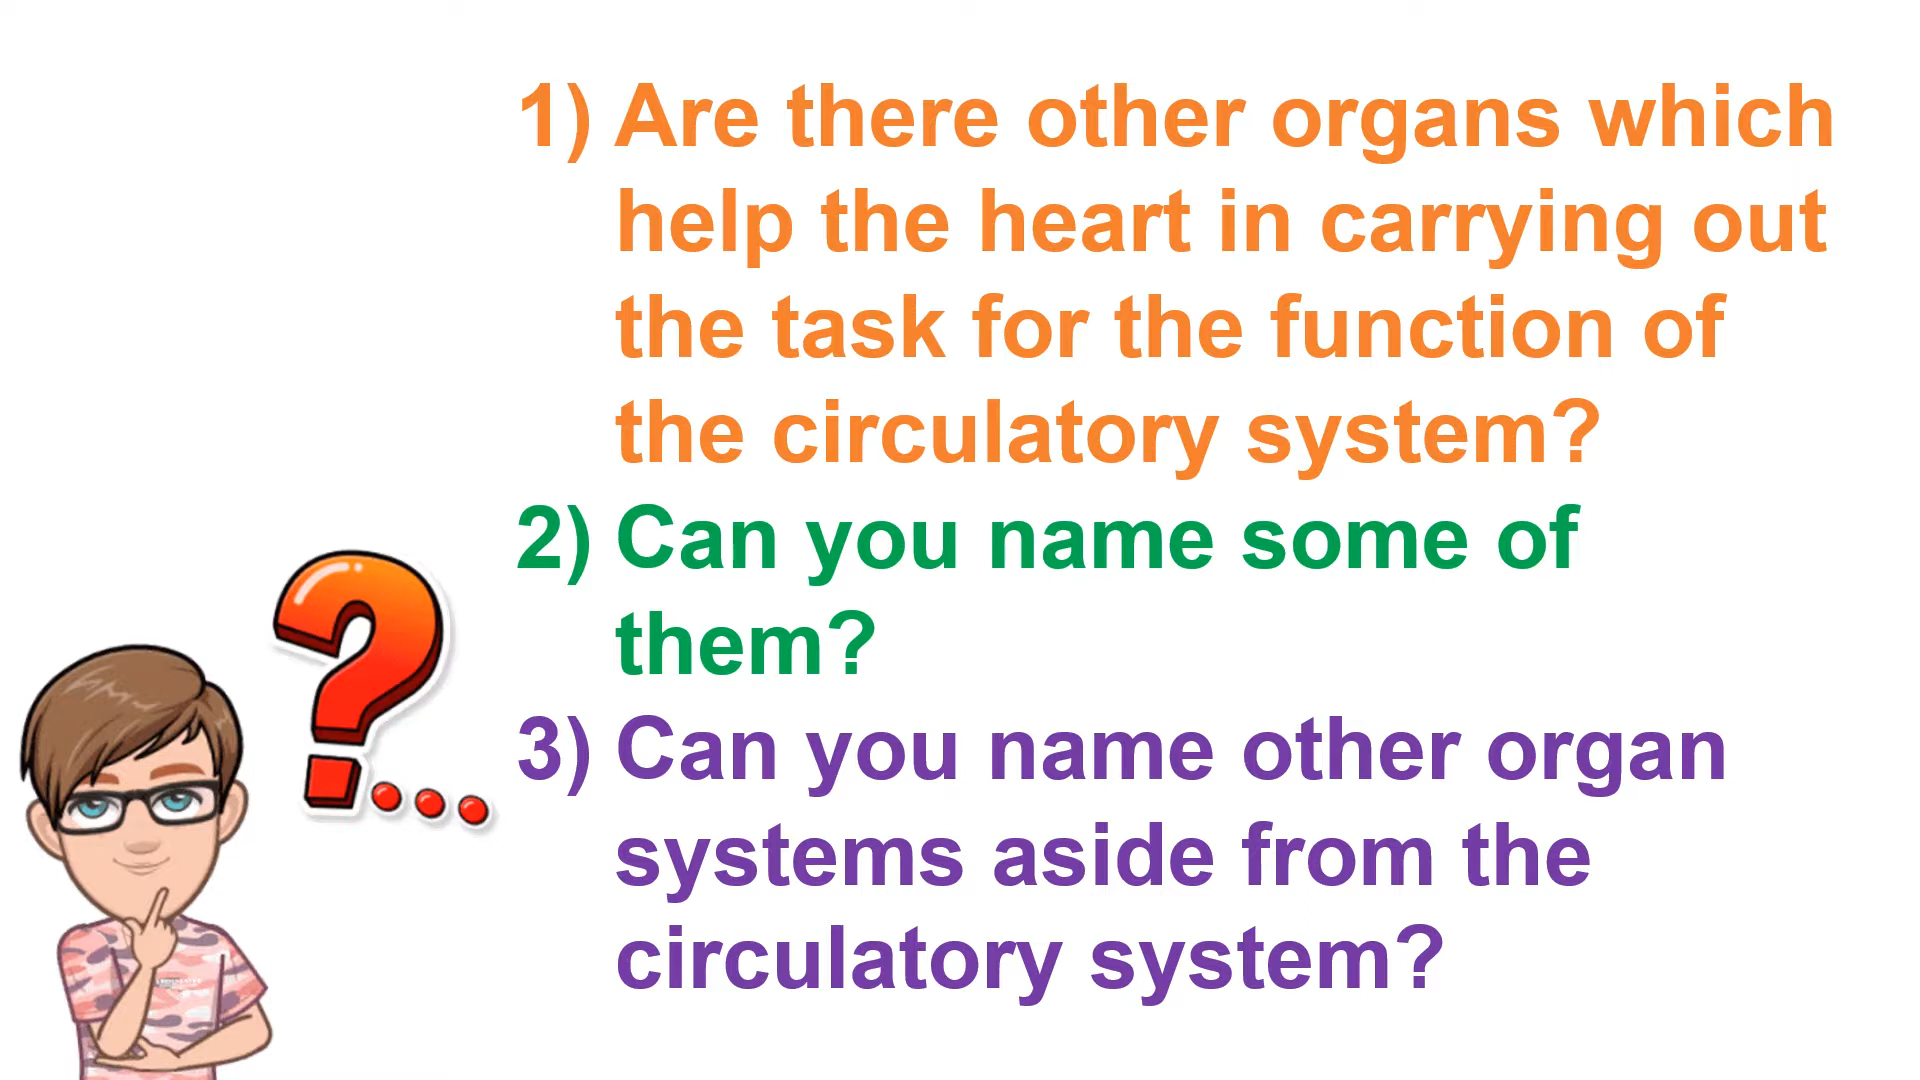 1) Are there other organs which
help the heart in carrying out
the task for the function of
the circulatory system?
2) Can you name some of
them?
3) Can you name other organ
systems aside from the
circulatory system?